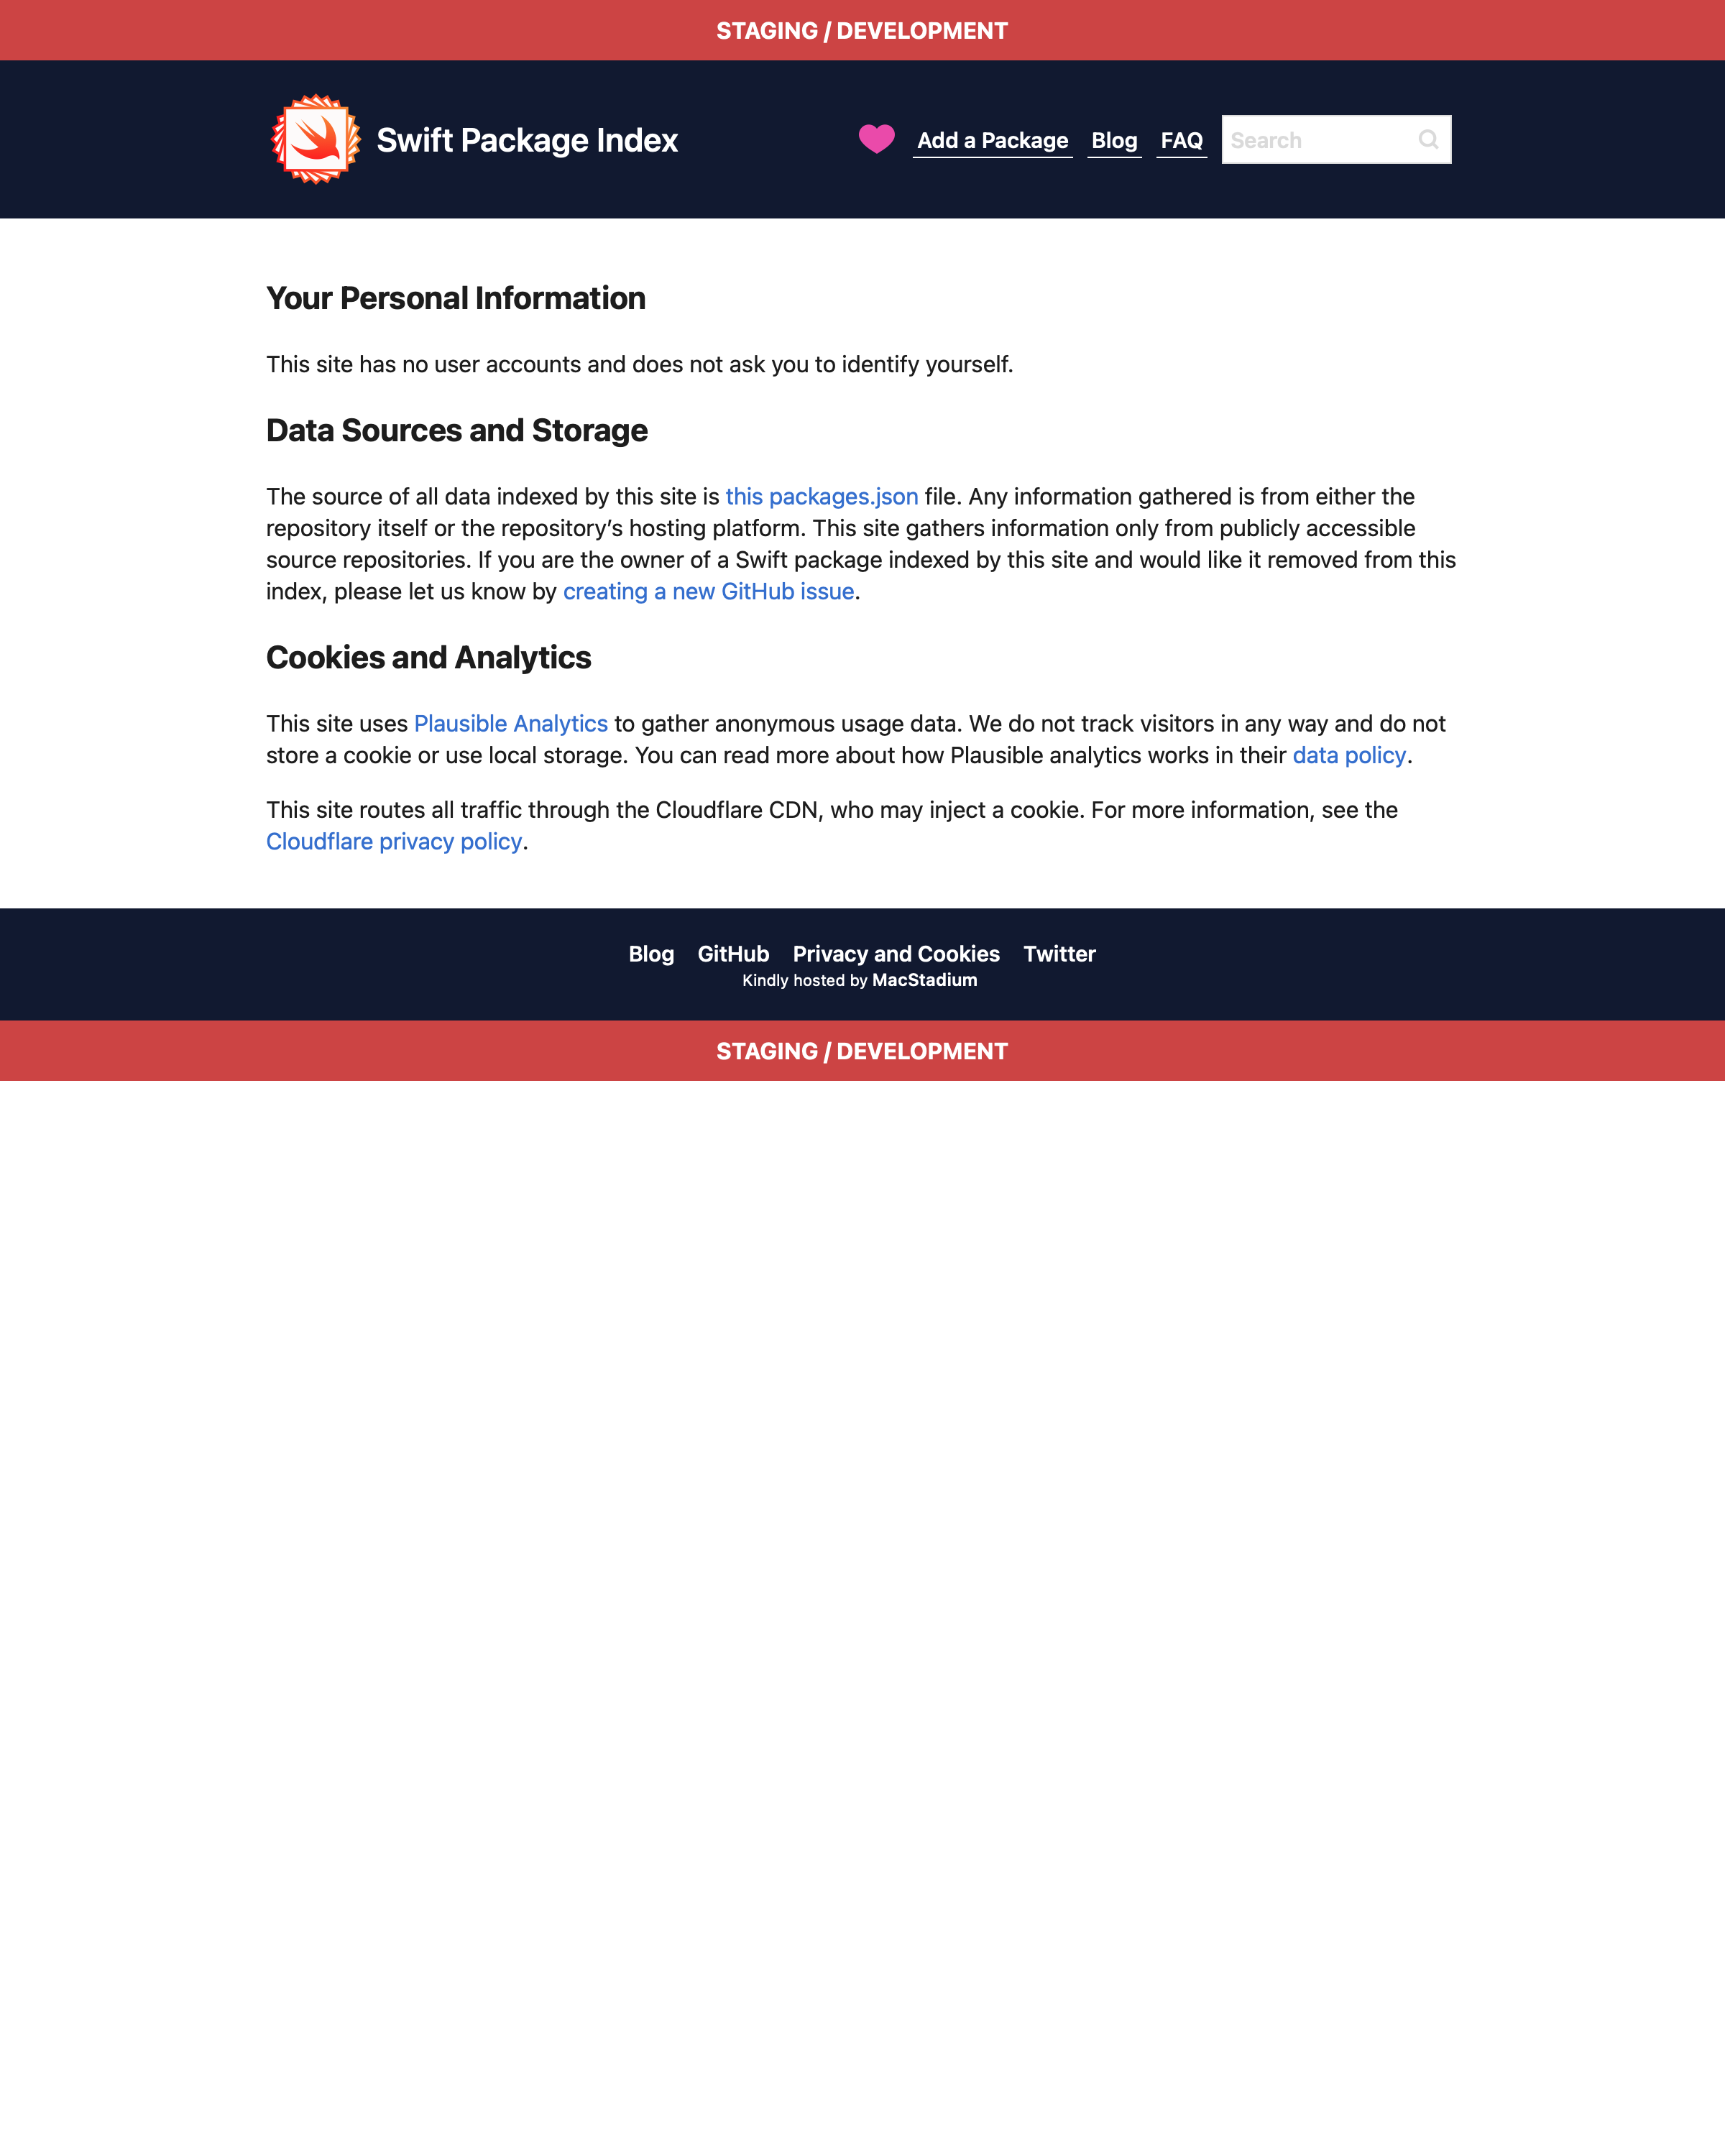 STAGING / DEVELOPMENT
Swift Package Index
Add a Package Blog FAQ Search
Your Personal Information
This site has no user accounts and does not ask you to identify yourself.
Data Sources and Storage
The source of all data indexed by this site is this packages.json file. Any information gathered is from either the
repository itself or the repository’s hosting platform. This site gathers information only from publicly accessible
source repositories. If you are the owner of a Swift package indexed by this site and would like it removed from this
index, please let us know by creating a new GitHub issue.
Cookies and Analytics
This site uses Plausible Analytics to gather anonymous usage data. We do not track visitors in any way and do not
store a cookie or use local storage. You can read more about how Plausible analytics works in their data policy.
This site routes all traffic through the Cloudflare CDN, who may inject a cookie. For more information, see the
Cloudflare privacy policy.
Blog GitHub Privacy and Cookies Twitter
Kindly hosted by MacStadium
STAGING / DEVELOPMENT